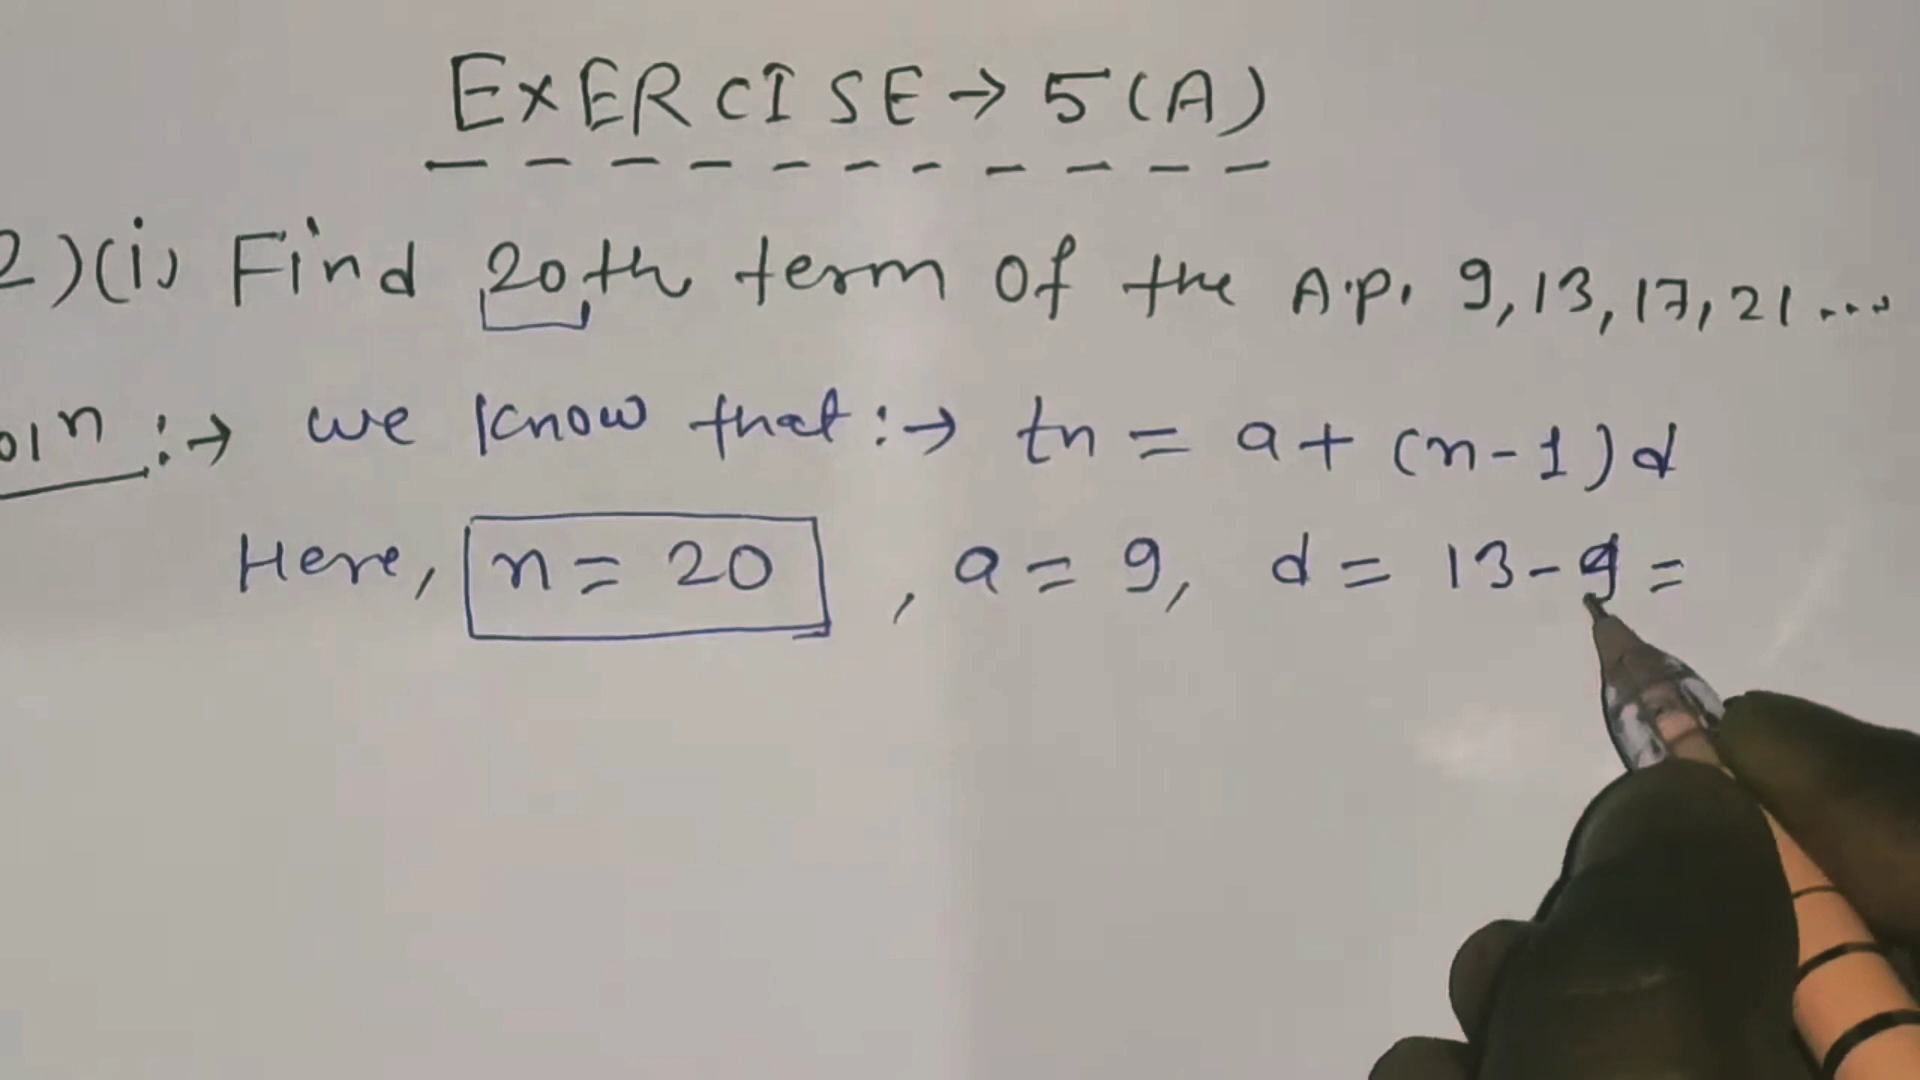 EXERCISE → 5(A)
2)(i) Find 20th term of the A.P. 9, 13, 17, 21 ...
oln :→ we know that :→ tn = a + (n-1)d
Here, n = 20, a = 9, d = 13-9 =